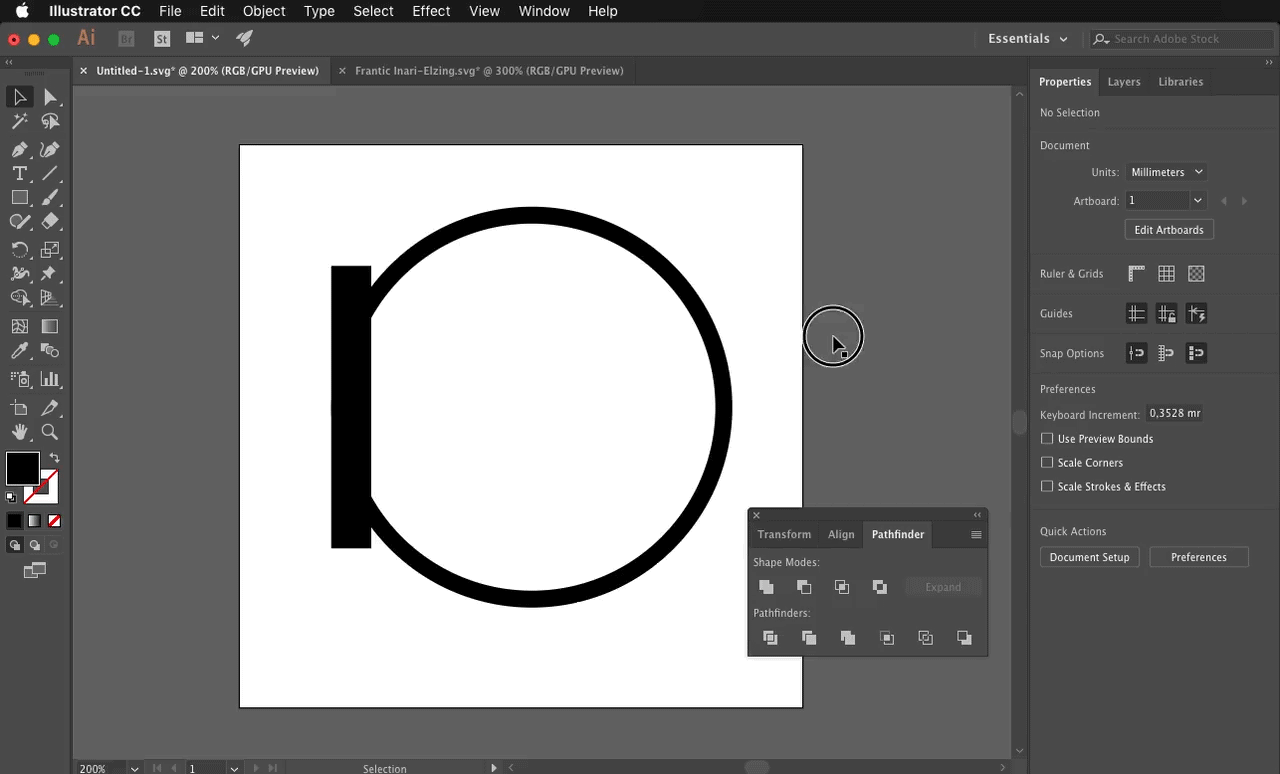 Illustrator CC File Edit Object Type Select Effect View Window Help
Ai Br St Essentials Search Adobe Stock
Untitled-1.svg* @ 200% (RGB/GPU Preview) Frantic Inari-Elzing.svg* @ 300% (RGB/GPU Preview)
Properties Layers Libraries
No Selection
Document
Units: Millimeters
Artboard: 1
Edit Artboards
Ruler & Grids
Guides
Snap Options
Preferences
Keyboard Increment: 0,3528 mr
Use Preview Bounds
Scale Corners
Scale Strokes & Effects
Quick Actions
Document Setup Preferences
Transform Align Pathfinder
Shape Modes:
Expand
Pathfinders:
200% 1 Selection